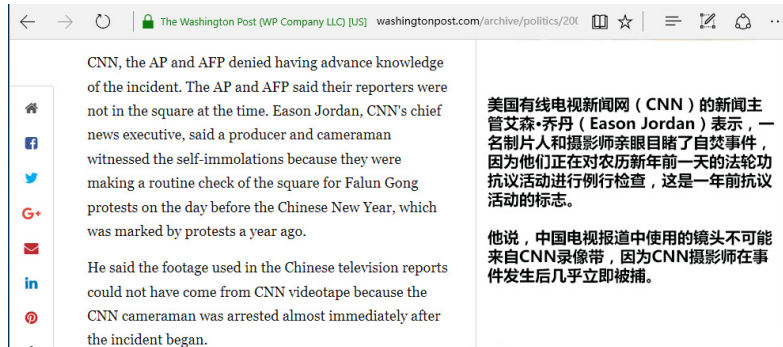 The Washington Post (WP Company LLC) [US] washingtonpost.com/archive/politics/200
CNN, the AP and AFP denied having advance knowledge
of the incident. The AP and AFP said their reporters were
not in the square at the time. Eason Jordan, CNN's chief
news executive, said a producer and cameraman
witnessed the self-immolations because they were
making a routine check of the square for Falun Gong
protests on the day before the Chinese New Year, which
was marked by protests a year ago.
He said the footage used in the Chinese television reports
could not have come from CNN videotape because the
CNN cameraman was arrested almost immediately after
the incident began.
美国有线电视新闻网（CNN）的新闻主
管艾森•乔丹（Eason Jordan）表示，一
名制片人和摄影师亲眼目睹了自焚事件，
因为他们正在对农历新年前一天的法轮功
抗议活动进行例行检查，这是一年前抗议
活动的标志。
他说，中国电视报道中使用的镜头不可能
来自CNN录像带，因为CNN摄影师在事
件发生后几乎立即被捕。